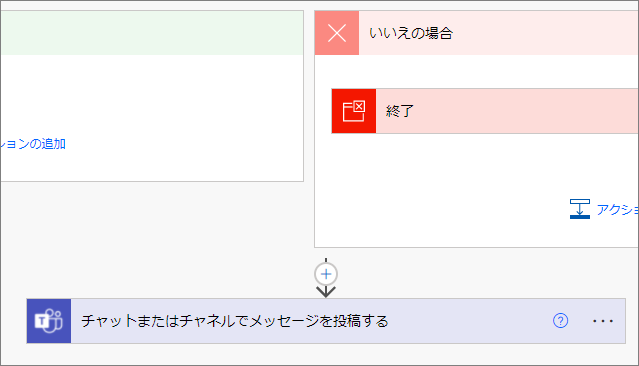 いいえの場合
終了
ションの追加
アクショ
チャットまたはチャネルでメッセージを投稿する